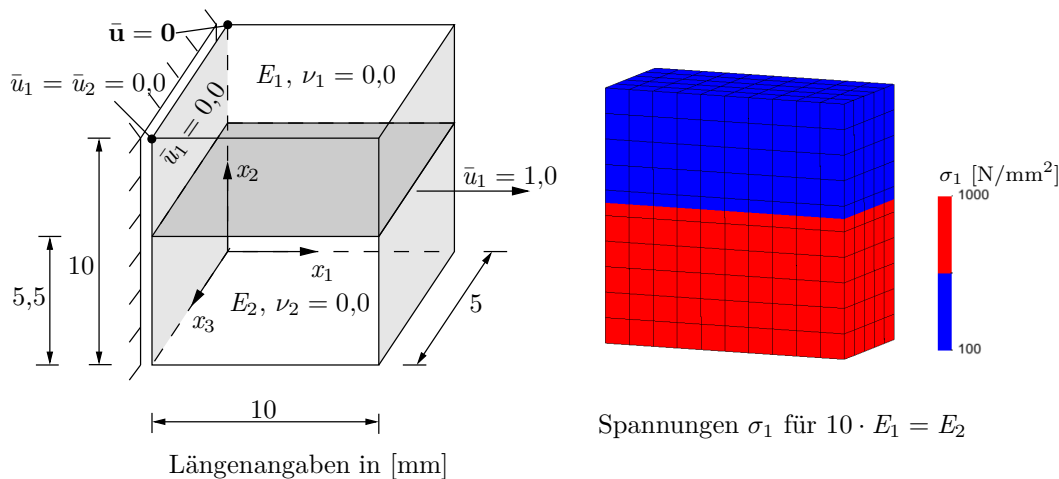 ū = 0
ū₁ = ū₂ = 0,0
E₁, ν₁ = 0,0
ū₁ = 0,0
x₂
ū₁ = 1,0
x₁
10
5,5
E₂, ν₂ = 0,0
x₃
5
10
Längenangaben in [mm]
σ₁ [N/mm²]
1000
100
Spannungen σ₁ für 10 · E₁ = E₂